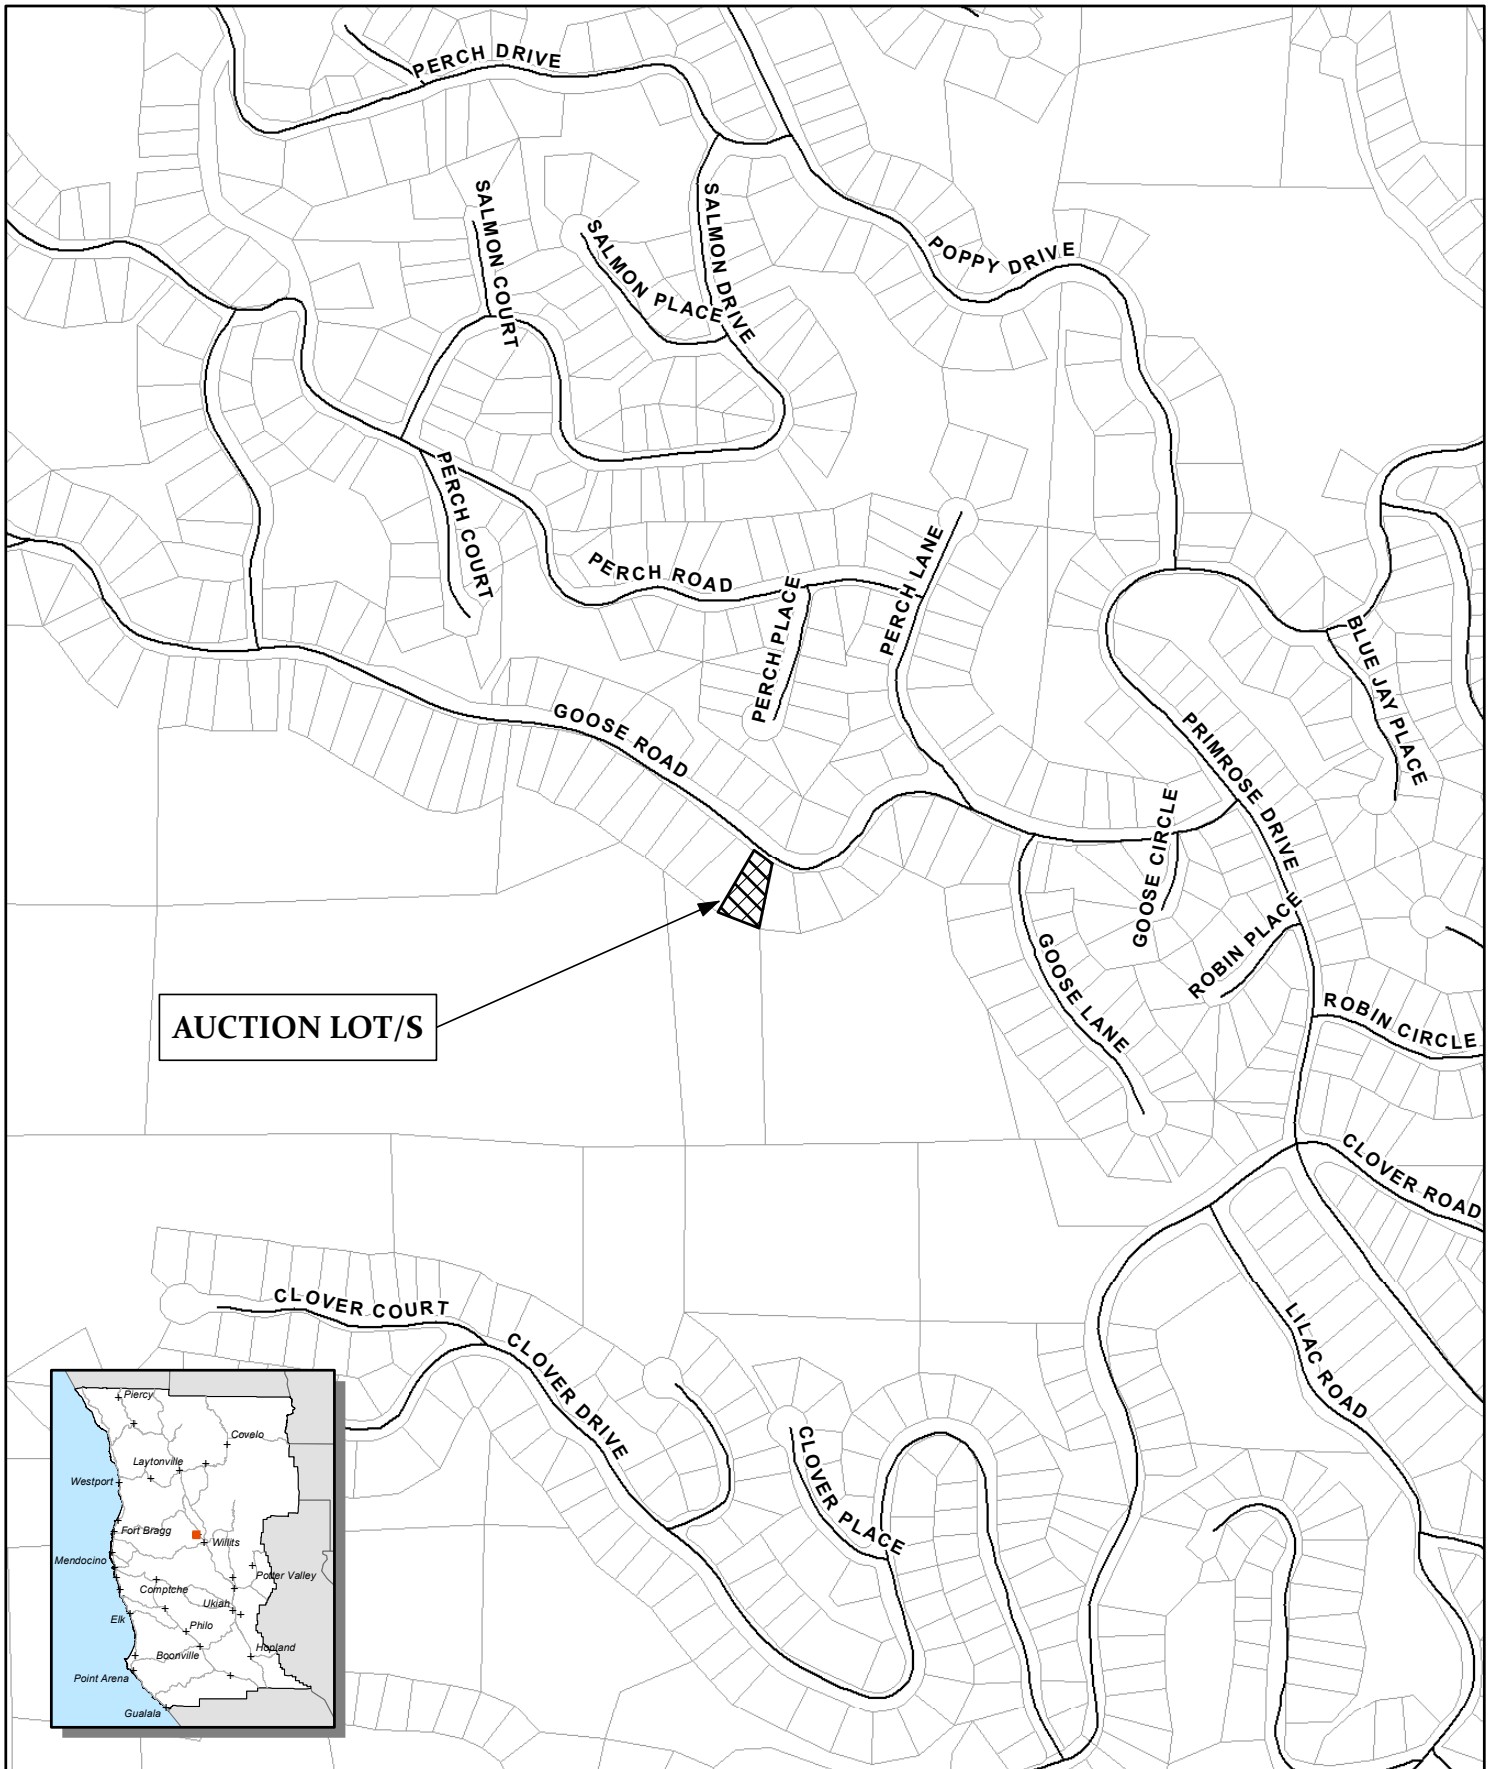 PERCH DRIVE
SALMON COURT
SALMON PLACE
SALMON DRIVE
POPPY DRIVE
PERCH COURT
PERCH ROAD
PERCH PLACE
PERCH LANE
BLUE JAY PLACE
GOOSE ROAD
PRIMROSE DRIVE
GOOSE CIRCLE
ROBIN PLACE
GOOSE LANE
ROBIN CIRCLE
AUCTION LOT/S
CLOVER ROAD
CLOVER COURT
CLOVER DRIVE
LILAC ROAD
CLOVER PLACE
Piercy
Covelo
Laytonville
Westport
Fort Bragg
Willits
Mendocino
Potter Valley
Comptche
Ukiah
Elk
Philo
Boonville
Hopland
Point Arena
Gualala